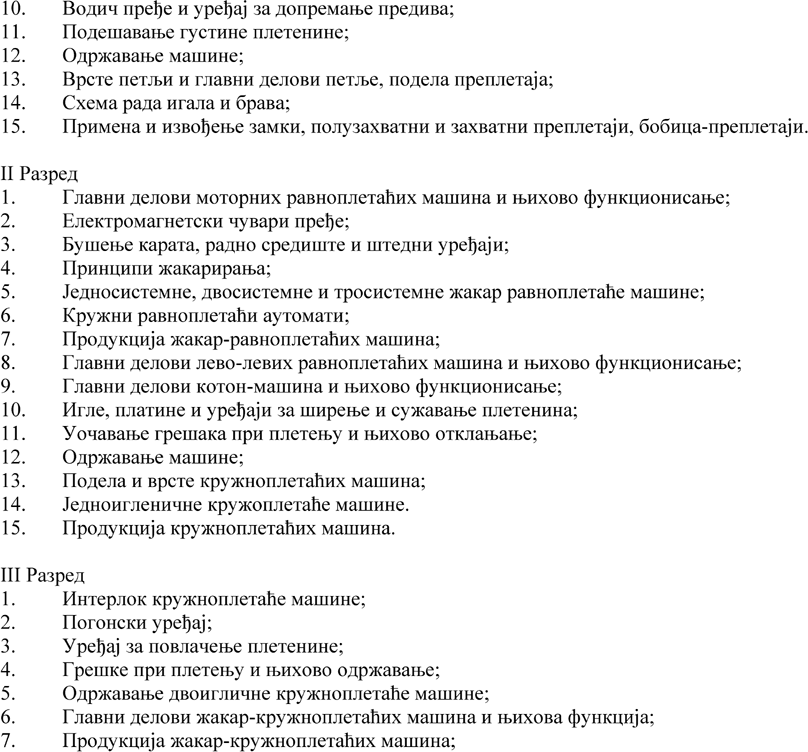 10. Водич пређе и уређај за допремање предива;
11. Подешавање густине плетенине;
12. Одржавање машине;
13. Врсте петљи и главни делови петље, подела преплетаја;
14. Схема рада игала и брава;
15. Примена и извођење замки, полузахватни и захватни преплетаји, бобица-преплетаји.
II Разред
1. Главни делови моторних равноплетаћих машина и њихово функционисање;
2. Електромагнетски чувари пређе;
3. Бушење карата, радно средиште и штедни уређаји;
4. Принципи жакарирања;
5. Једносистемне, двосистемне и тросистемне жакар равноплетаће машине;
6. Кружни равноплетаћи аутомати;
7. Продукција жакар-равноплетаћих машина;
8. Главни делови лево-левих равноплетаћих машина и њихово функционисање;
9. Главни делови котон-машина и њихово функционисање;
10. Игле, платине и уређаји за ширење и сужавање плетенина;
11. Уочавање грешака при плетењу и њихово отклањање;
12. Одржавање машине;
13. Подела и врсте кружноплетаћих машина;
14. Једноигленичне кружоплетаће машине.
15. Продукција кружноплетаћих машина.
III Разред
1. Интерлок кружноплетаће машине;
2. Погонски уређај;
3. Уређај за повлачење плетенине;
4. Грешке при плетењу и њихово одржавање;
5. Одржавање двоигличне кружноплетаће машине;
6. Главни делови жакар-кружноплетаћих машина и њихова функција;
7. Продукција жакар-кружноплетаћих машина;